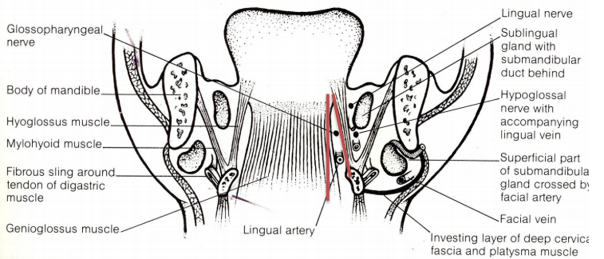 Glossopharyngeal
nerve
Body of mandible
Hyoglossus muscle
Mylohyoid muscle
Fibrous sling around
tendon of digastric
muscle
Genioglossus muscle
Lingual artery
Lingual nerve
Sublingual
gland with
submandibular
duct behind
Hypoglossal
nerve with
accompanying
lingual vein
Superficial part
of submandibula
gland crossed by
facial artery
Facial vein
Investing layer of deep cervica
fascia and platysma muscle